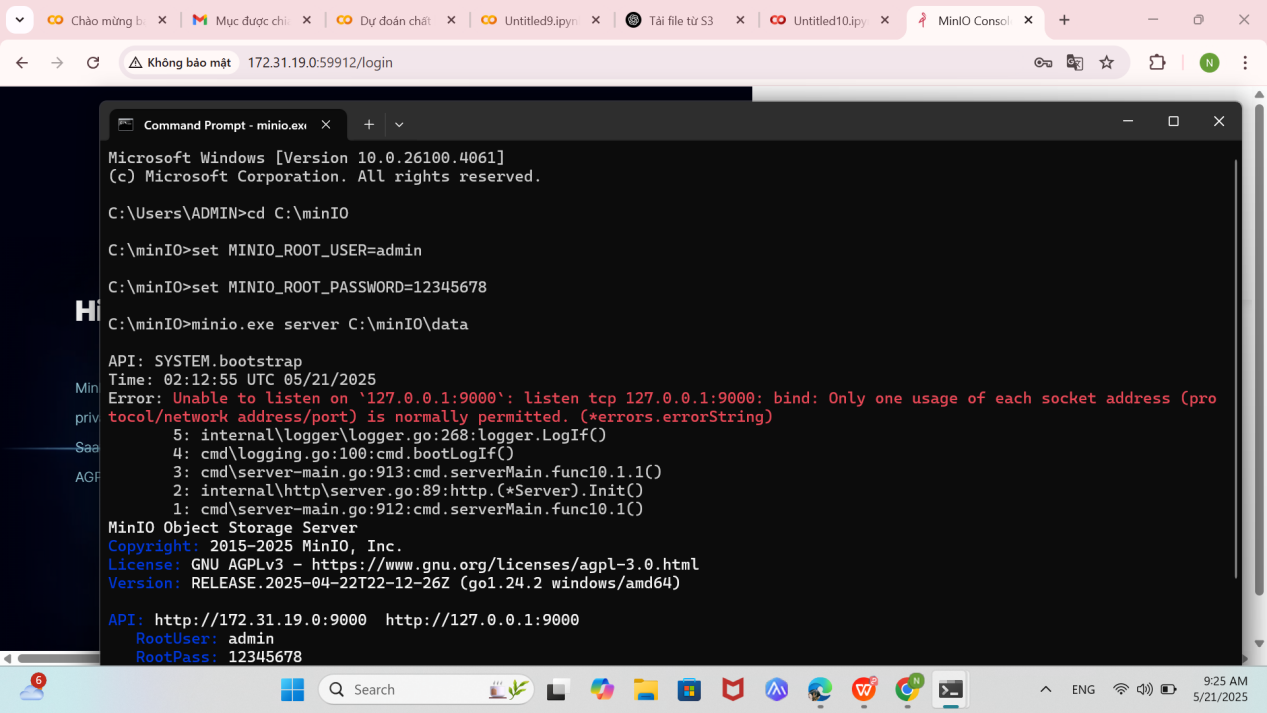 Chào mừng b
Mục được chia
Dự đoán chất
Untitled9.ipyn
Tải file từ S3
Untitled10.ipy
MinIO Consol
Không bảo mật
172.31.19.0:59912/login
N
Hi
Mini
priv
Saa
AGP
Command Prompt - minio.exe
Microsoft Windows [Version 10.0.26100.4061]
(c) Microsoft Corporation. All rights reserved.
C:\Users\ADMIN>cd C:\minIO
C:\minIO>set MINIO_ROOT_USER=admin
C:\minIO>set MINIO_ROOT_PASSWORD=12345678
C:\minIO>minio.exe server C:\minIO\data
API: SYSTEM.bootstrap
Time: 02:12:55 UTC 05/21/2025
Error: Unable to listen on `127.0.0.1:9000`: listen tcp 127.0.0.1:9000: bind: Only one usage of each socket address (pro
tocol/network address/port) is normally permitted. (*errors.errorString)
5: internal\logger\logger.go:268:logger.LogIf()
4: cmd\logging.go:100:cmd.bootLogIf()
3: cmd\server-main.go:913:cmd.serverMain.func10.1.1()
2: internal\http\server.go:89:http.(*Server).Init()
1: cmd\server-main.go:912:cmd.serverMain.func10.1()
MinIO Object Storage Server
Copyright: 2015-2025 MinIO, Inc.
License: GNU AGPLv3 - https://www.gnu.org/licenses/agpl-3.0.html
Version: RELEASE.2025-04-22T22-12-26Z (go1.24.2 windows/amd64)
API: http://172.31.19.0:9000 http://127.0.0.1:9000
RootUser: admin
RootPass: 12345678
6
Search
N
ENG
9:25 AM
5/21/2025